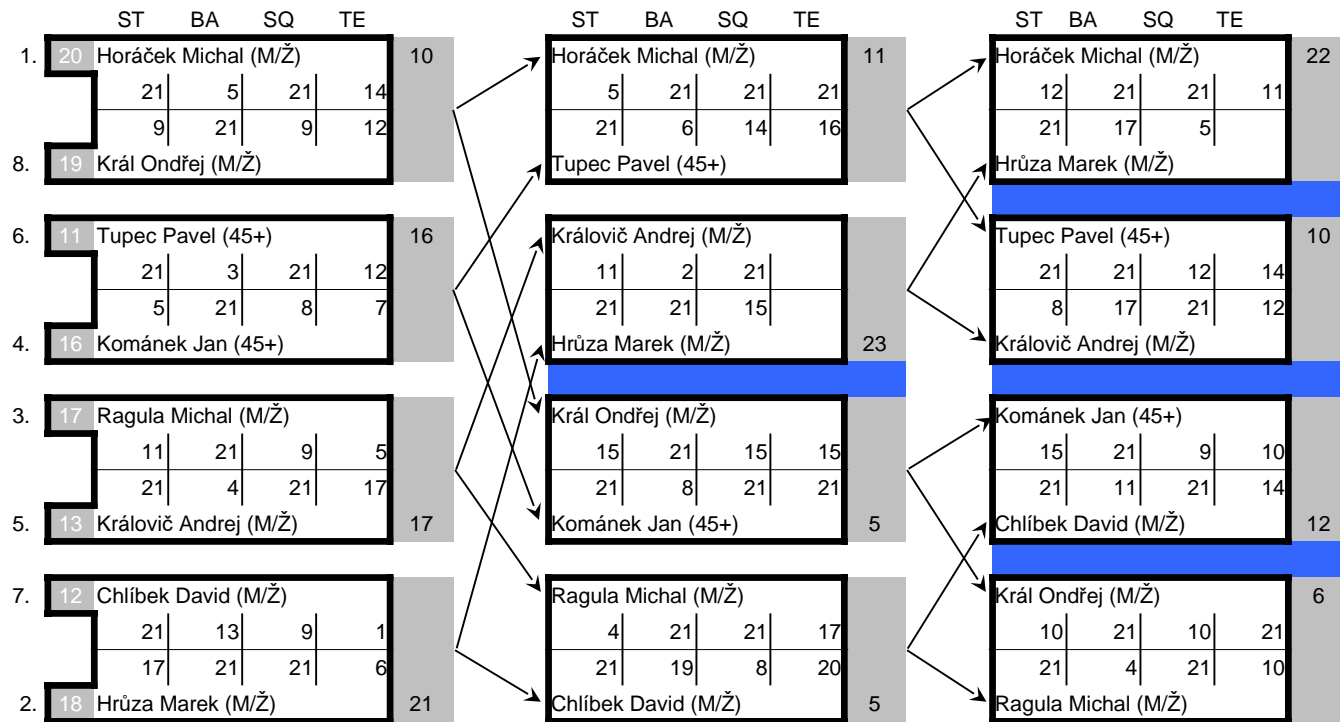 ST BA SQ TE ST BA SQ TE ST BA SQ TE
1. 20 Horáček Michal (M/Ž) 10 Horáček Michal (M/Ž) 11 Horáček Michal (M/Ž) 22
21 5 21 14 5 21 21 21 12 21 21 11
9 21 9 12 21 6 14 16 21 17 5
8. 19 Král Ondřej (M/Ž) Tupec Pavel (45+) Hrůza Marek (M/Ž)
6. 11 Tupec Pavel (45+) 16 Královič Andrej (M/Ž) Tupec Pavel (45+) 10
21 3 21 12 11 2 21 21 21 12 14
5 21 8 7 21 21 15 8 17 21 12
4. 16 Kománek Jan (45+) Hrůza Marek (M/Ž) 23 Královič Andrej (M/Ž)
3. 17 Ragula Michal (M/Ž) Král Ondřej (M/Ž) Kománek Jan (45+)
11 21 9 5 15 21 15 15 15 21 9 10
21 4 21 17 21 8 21 21 21 11 21 14
5. 13 Královič Andrej (M/Ž) 17 Kománek Jan (45+) 5 Chlíbek David (M/Ž) 12
7. 12 Chlíbek David (M/Ž) Ragula Michal (M/Ž) Král Ondřej (M/Ž) 6
21 13 9 1 4 21 21 17 10 21 10 21
17 21 21 6 21 19 8 20 21 4 21 10
2. 18 Hrůza Marek (M/Ž) 21 Chlíbek David (M/Ž) 5 Ragula Michal (M/Ž)